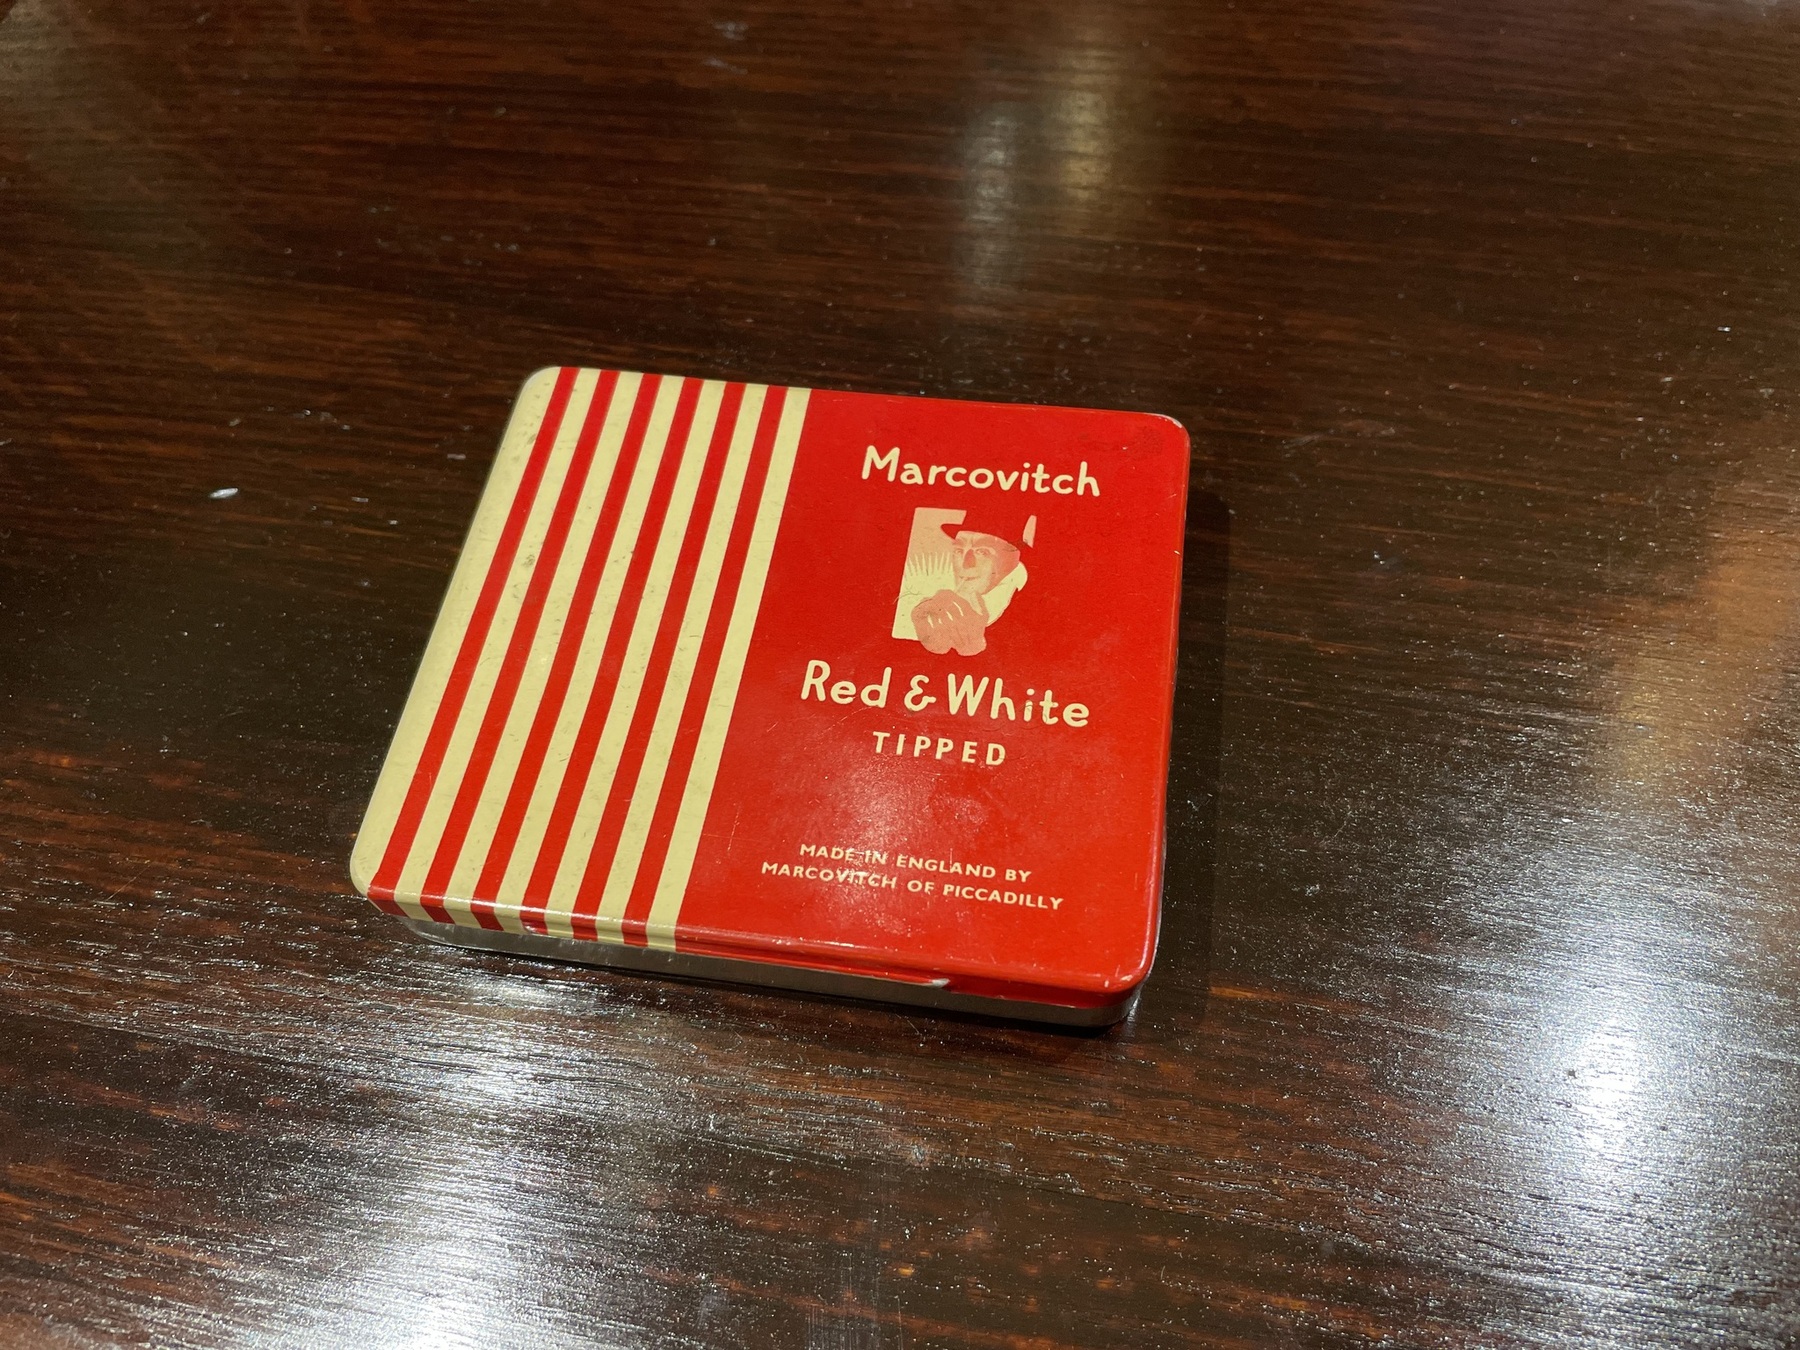 Marcovitch
Red & White
TIPPED
MADE IN ENGLAND BY
MARCOVITCH OF PICCADILLY